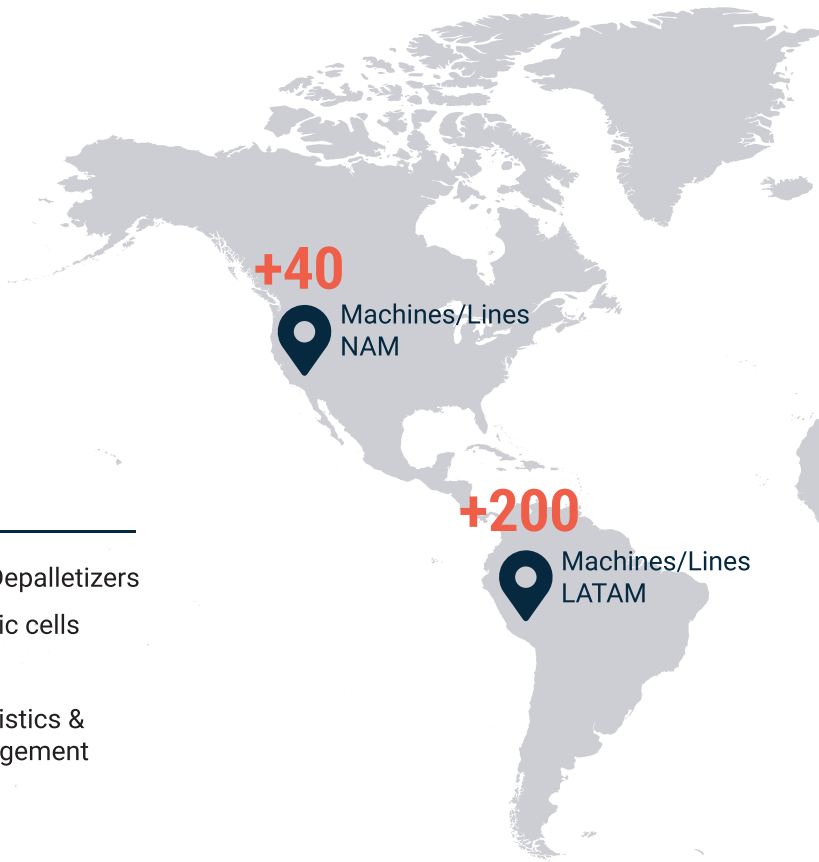 +40
Machines/Lines
NAM
+200
Machines/Lines
LATAM
Depalletizers
ic cells
istics &
gement